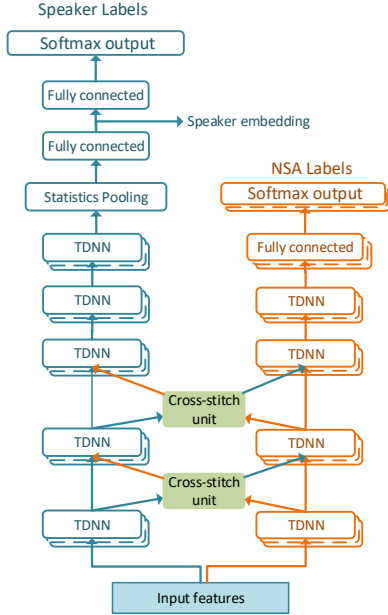 Speaker Labels
Softmax output
Fully connected
Speaker embedding
Fully connected
NSA Labels
Statistics Pooling
Softmax output
TDNN
Fully connected
TDNN
TDNN
TDNN
TDNN
Cross-stitch
unit
TDNN
TDNN
Cross-stitch
unit
TDNN
TDNN
Input features